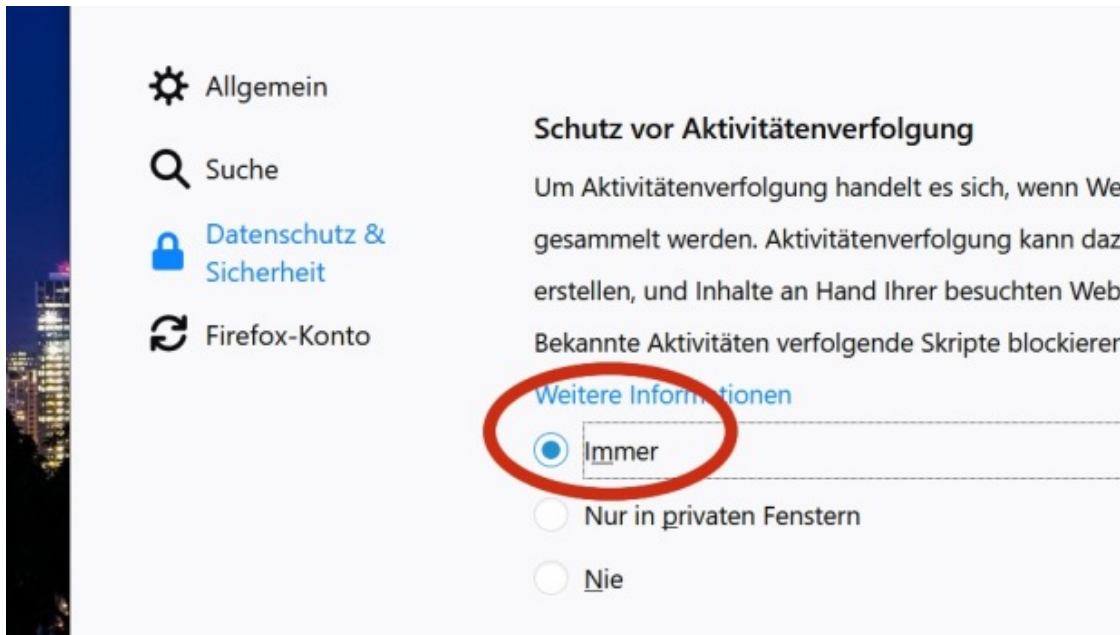 Allgemein
Suche
Datenschutz &
Sicherheit
Firefox-Konto
Schutz vor Aktivitätenverfolgung
Um Aktivitätenverfolgung handelt es sich, wenn We
gesammelt werden. Aktivitätenverfolgung kann daz
erstellen, und Inhalte an Hand Ihrer besuchten Web
Bekannte Aktivitäten verfolgende Skripte blockieren
Weitere Informationen
Immer
Nur in privaten Fenstern
Nie